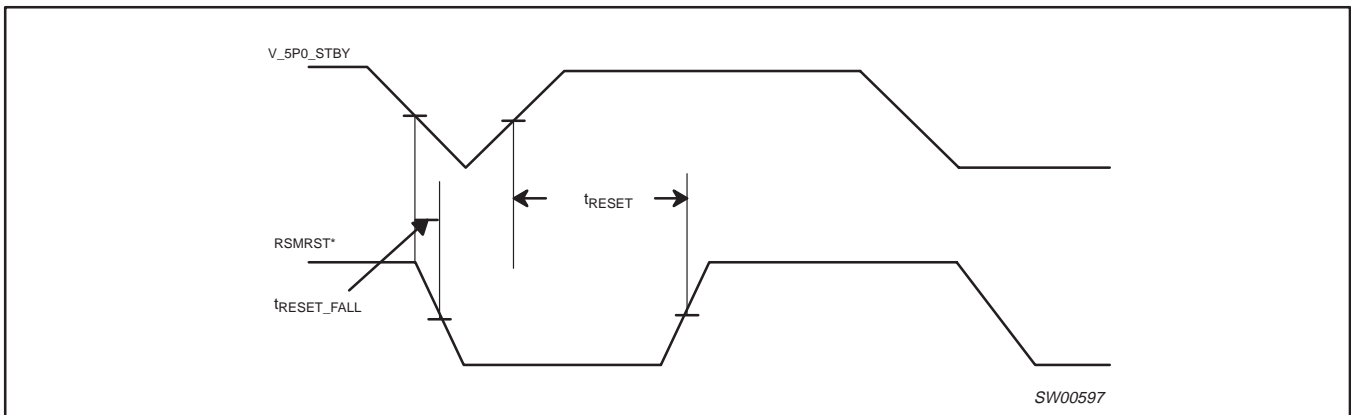 V_5P0_STBY
tRESET
RSMRST*
tRESET_FALL
SW00597